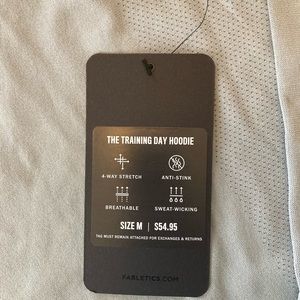 THE TRAINING DAY HOODIE
4-WAY STRETCH ANTI-STINK
BREATHABLE SWEAT-WICKING
SIZE M | $54.95
TAG MUST REMAIN ATTACHED FOR EXCHANGES & RETURNS
FABLETICS.COM